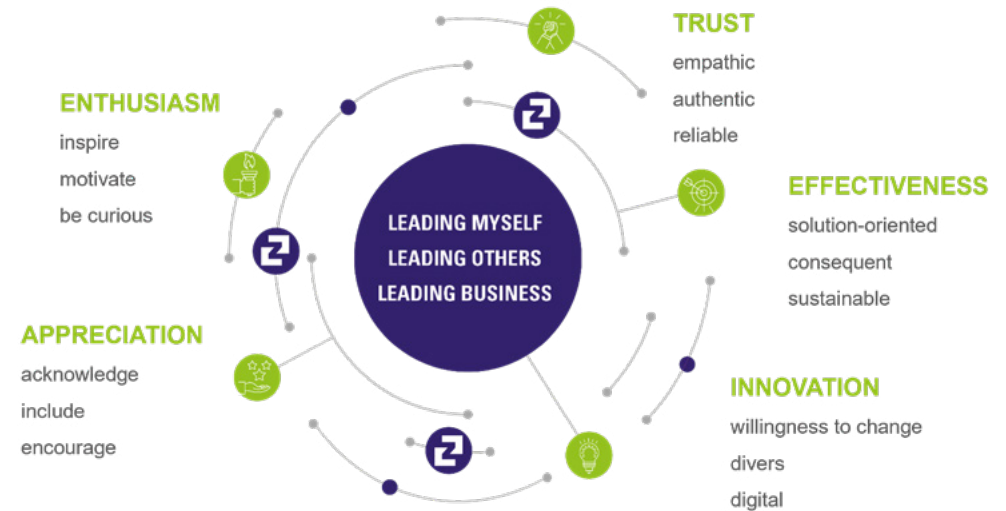 TRUST
empathic
authentic
reliable
ENTHUSIASM
inspire
motivate
be curious
EFFECTIVENESS
solution-oriented
consequent
sustainable
LEADING MYSELF
LEADING OTHERS
LEADING BUSINESS
APPRECIATION
acknowledge
include
encourage
INNOVATION
willingness to change
divers
digital